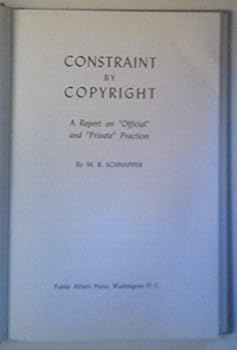 CONSTRAINT
BY
COPYRIGHT
A Report on "Official"
and "Private" Practices
By M. B. SCHNAPPER
Public Affairs Press, Washington D. C.